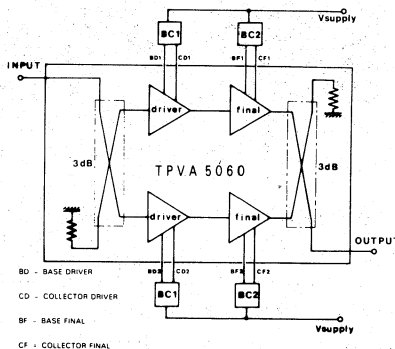 Vsupply
BC1 BC2
BD1 CD1 BF1 CF1
INPUT
driver final
3dB 3dB
TPVA 5060
driver final
OUTPUT
BD2 CD2 BF2 CF2
BD - BASE DRIVER
BC1 BC2
CD - COLLECTOR DRIVER
Vsupply
BF - BASE FINAL
CF - COLLECTOR FINAL